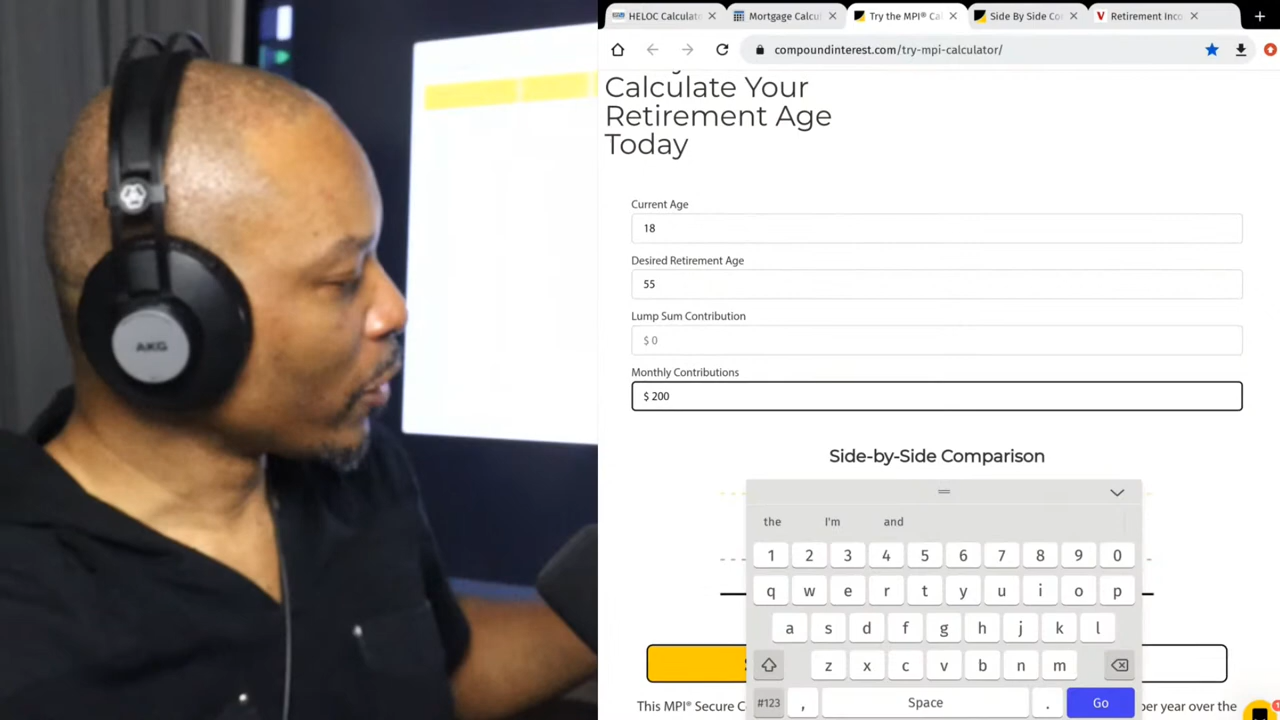 HELOC Calculat
Mortgage Calcu
Try the MPI® Ca
Side By Side Co
Retirement Inco
compoundinterest.com/try-mpi-calculator/
Calculate Your
Retirement Age
Today
Current Age
18
Desired Retirement Age
55
Lump Sum Contribution
$ 0
Monthly Contributions
$ 200
Side-by-Side Comparison
the I'm and
1 2 3 4 5 6 7 8 9 0
q w e r t y u i o p
a s d f g h j k l
z x c v b n m
#123 , Space . Go
This MPI® Secure C
per year over the
AKG